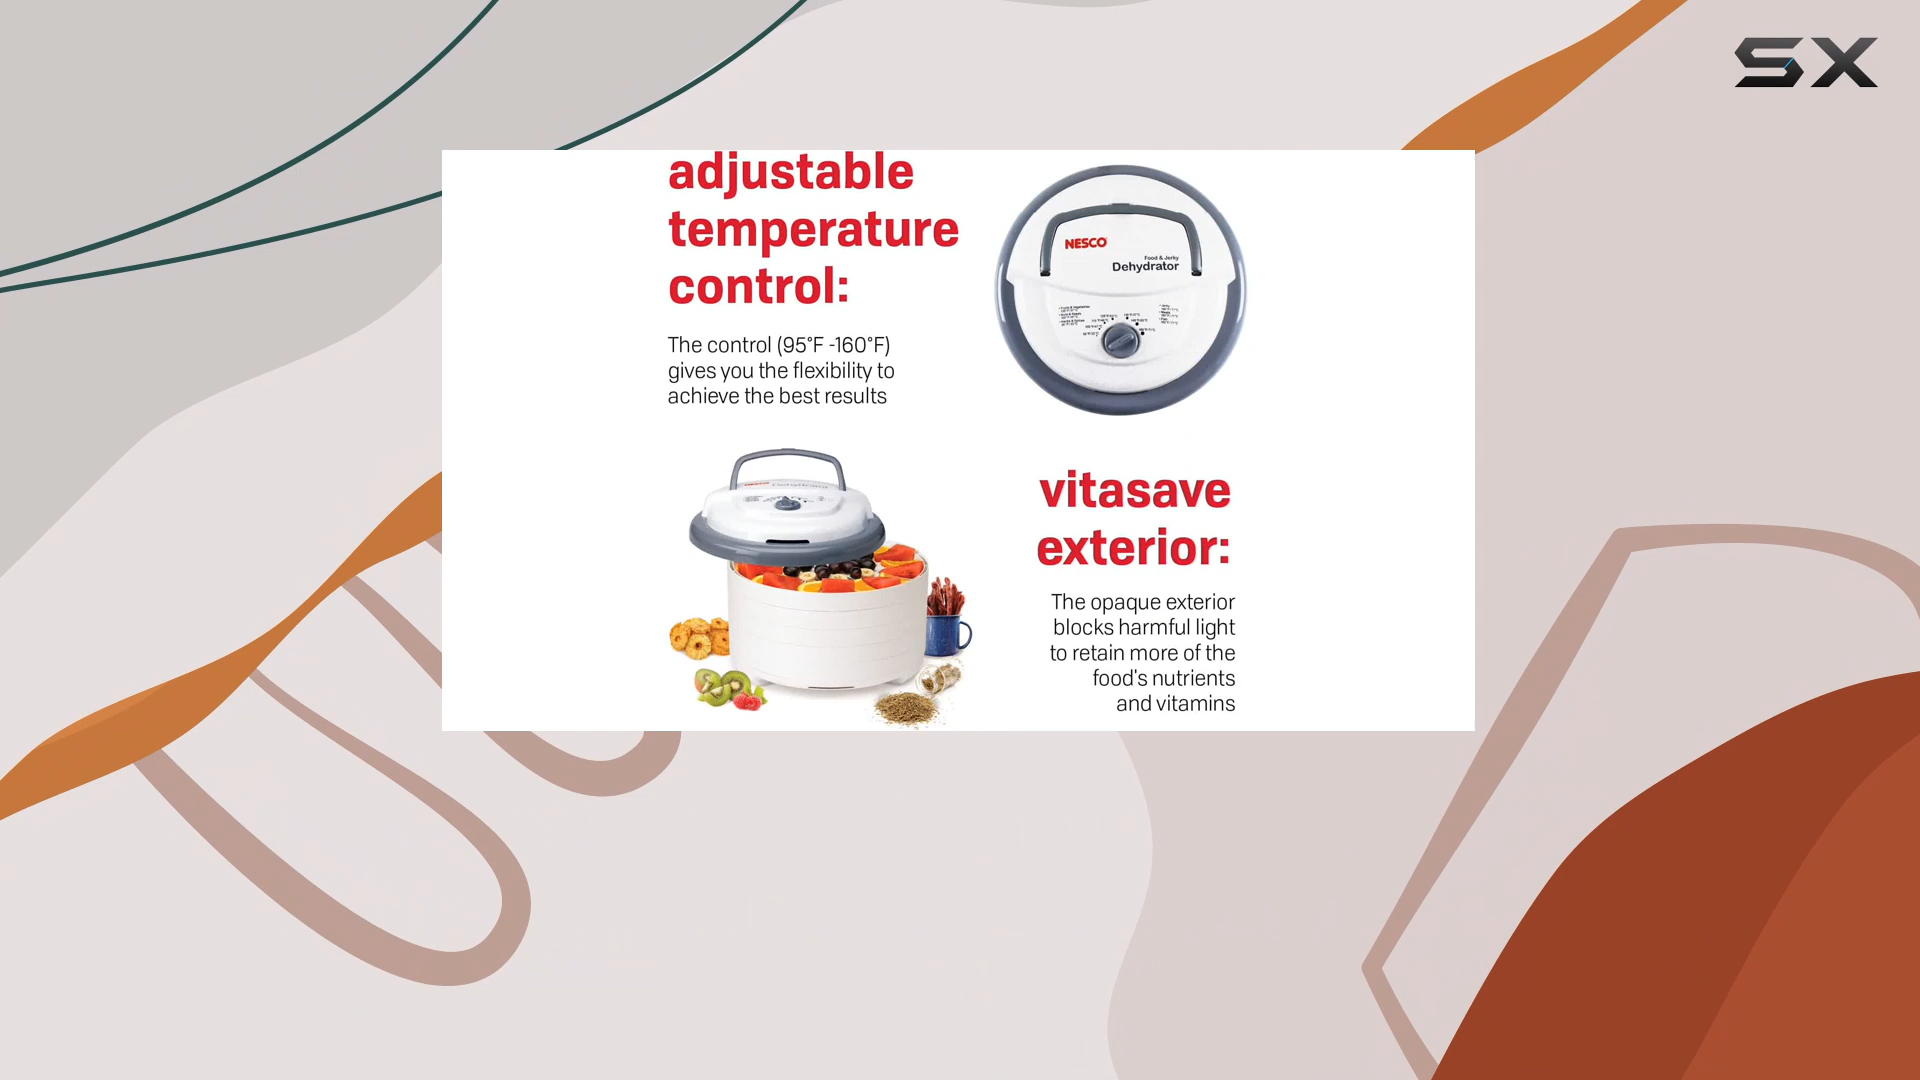 SX
adjustable
temperature
control:
The control (95°F -160°F)
gives you the flexibility to
achieve the best results
NESCO
Food & Jerky
Dehydrator
vitasave
exterior:
The opaque exterior
blocks harmful light
to retain more of the
food's nutrients
and vitamins